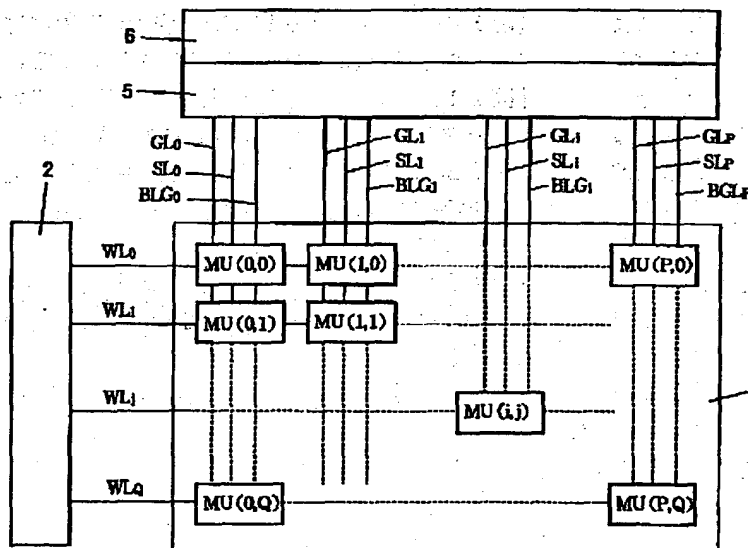 6
5
GL0 GL1 GLi GLP
SL0 SL1 SLi SLP
BLG0 BLG1 BLGi BGLP
2
WL0 MU(0,0) MU(1,0) MU(P,0)
WL1 MU(0,1) MU(1,1)
WLj MU(i,j)
WLQ MU(0,Q) MU(P,Q)